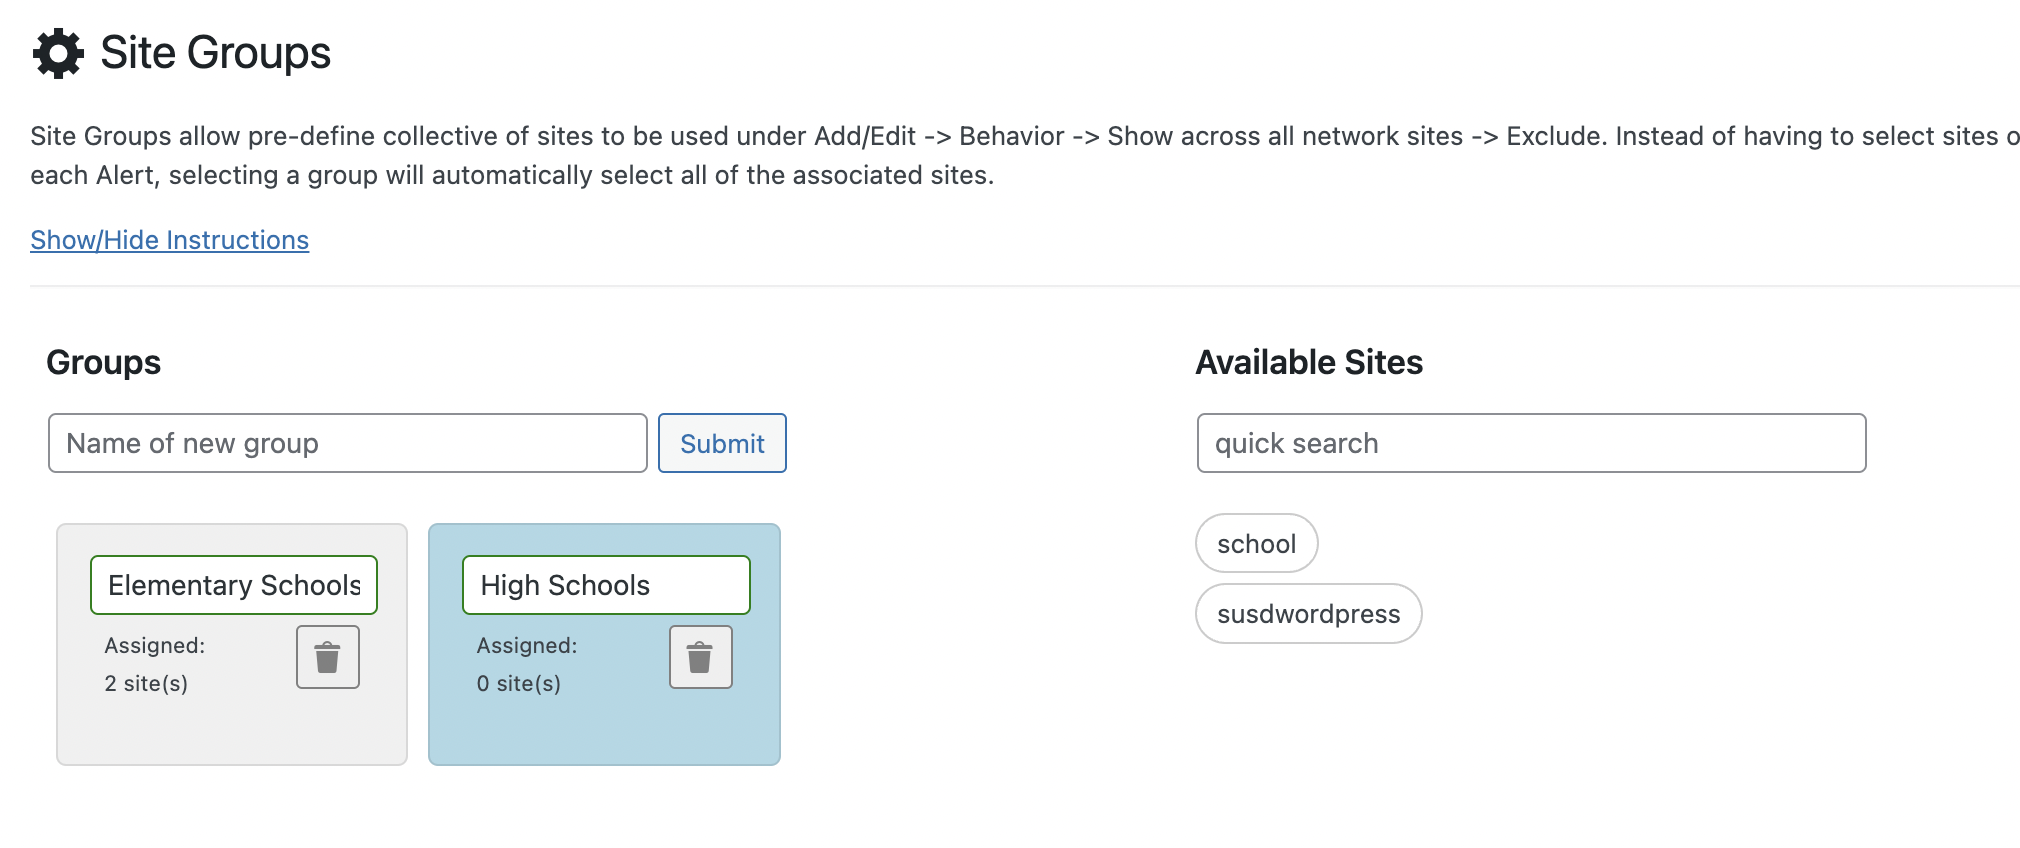 Site Groups
Site Groups allow pre-define collective of sites to be used under Add/Edit -> Behavior -> Show across all network sites -> Exclude. Instead of having to select sites
each Alert, selecting a group will automatically select all of the associated sites.
Show/Hide Instructions
Groups
Name of new group
Submit
Elementary Schools
Assigned:
2 site(s)
High Schools
Assigned:
0 site(s)
Available Sites
quick search
school
susdwordpress